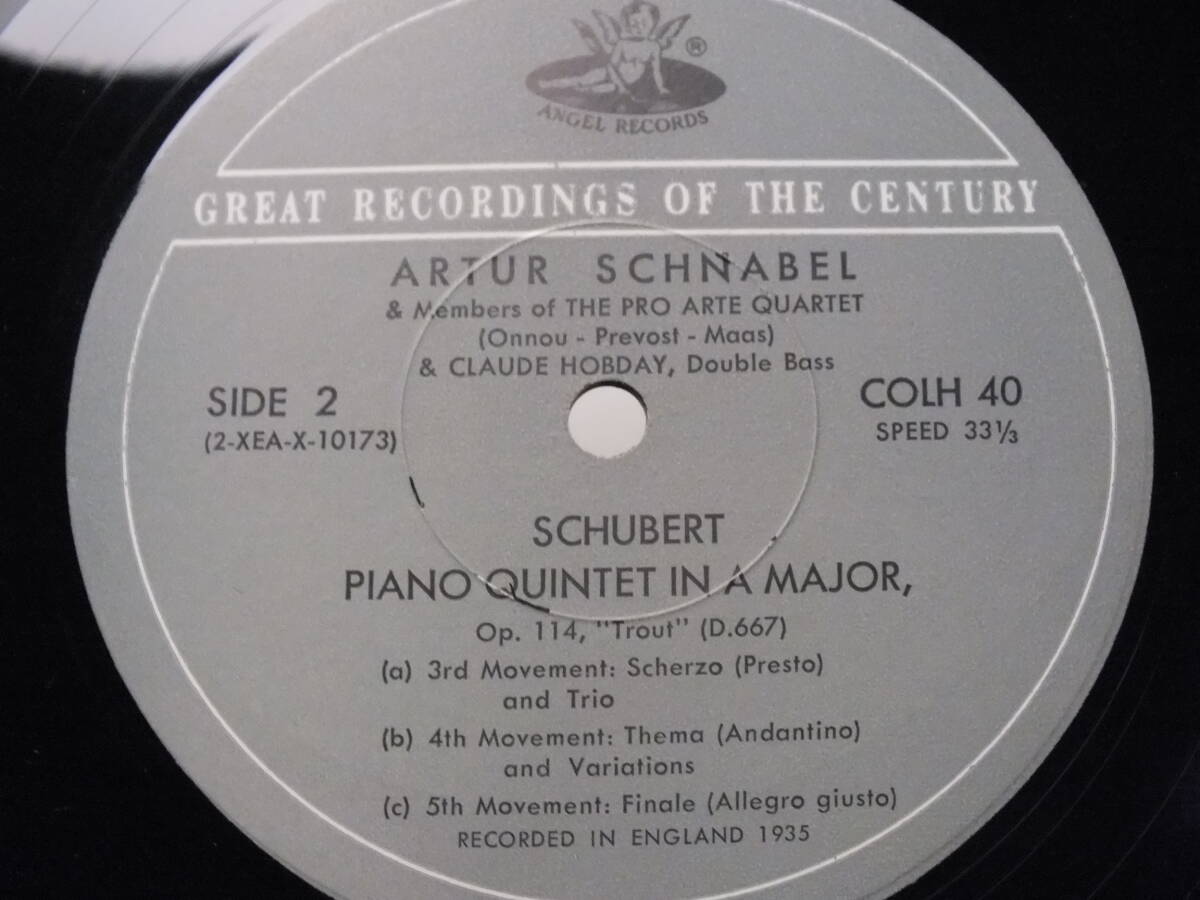 ®
ANGEL RECORDS
GREAT RECORDINGS OF THE CENTURY
ARTUR SCHNABEL
& Members of THE PRO ARTE QUARTET
(Onnou - Prevost - Maas)
& CLAUDE HOBDAY, Double Bass
SIDE 2
(2-XEA-X-10173)
COLH 40
SPEED 33⅓
SCHUBERT
PIANO QUINTET IN A MAJOR,
Op. 114, "Trout" (D.667)
(a) 3rd Movement: Scherzo (Presto)
and Trio
(b) 4th Movement: Thema (Andantino)
and Variations
(c) 5th Movement: Finale (Allegro giusto)
RECORDED IN ENGLAND 1935